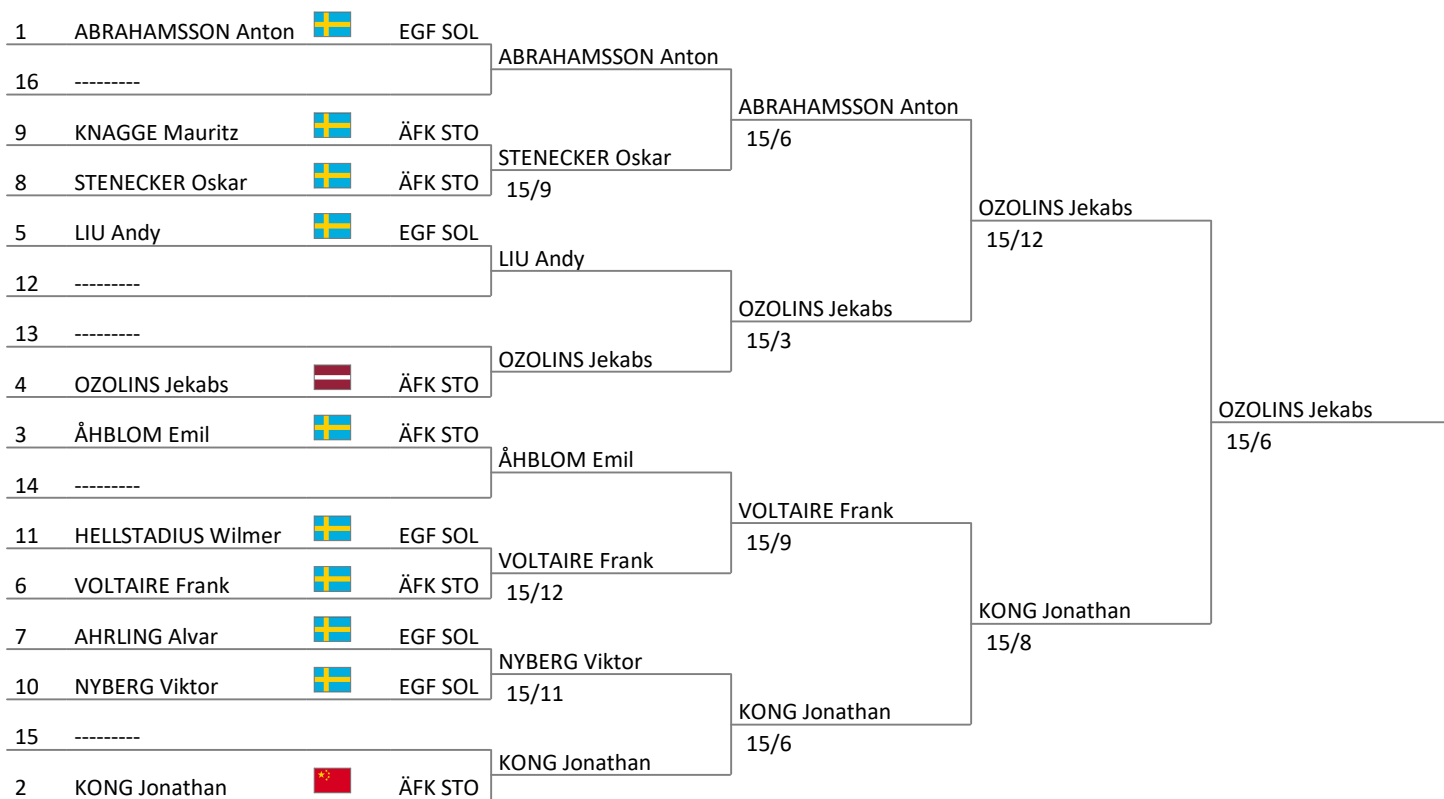 1 ABRAHAMSSON Anton EGF SOL
ABRAHAMSSON Anton
16 ---------
ABRAHAMSSON Anton
15/6
9 KNAGGE Mauritz ÄFK STO
STENECKER Oskar
15/9
8 STENECKER Oskar ÄFK STO
OZOLINS Jekabs
15/12
5 LIU Andy EGF SOL
LIU Andy
12 ---------
OZOLINS Jekabs
15/3
13 ---------
OZOLINS Jekabs
4 OZOLINS Jekabs ÄFK STO
OZOLINS Jekabs
15/6
3 ÅHBLOM Emil ÄFK STO
ÅHBLOM Emil
14 ---------
VOLTAIRE Frank
15/9
11 HELLSTADIUS Wilmer EGF SOL
VOLTAIRE Frank
15/12
6 VOLTAIRE Frank ÄFK STO
KONG Jonathan
15/8
7 AHRLING Alvar EGF SOL
NYBERG Viktor
15/11
10 NYBERG Viktor EGF SOL
KONG Jonathan
15/6
15 ---------
KONG Jonathan
2 KONG Jonathan ÄFK STO